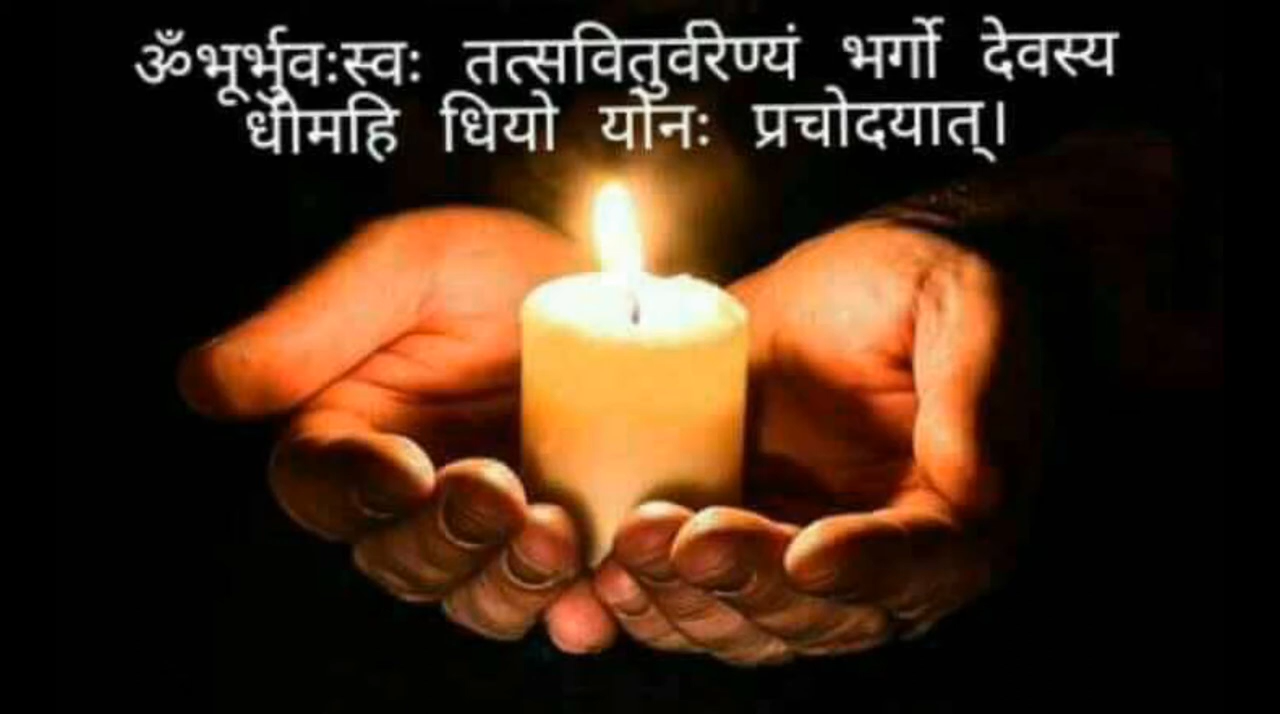 ॐभूर्भुवःस्वः तत्सवितुर्वरेण्यं भर्गो देवस्य
धीमहि धियो योनः प्रचोदयात्।